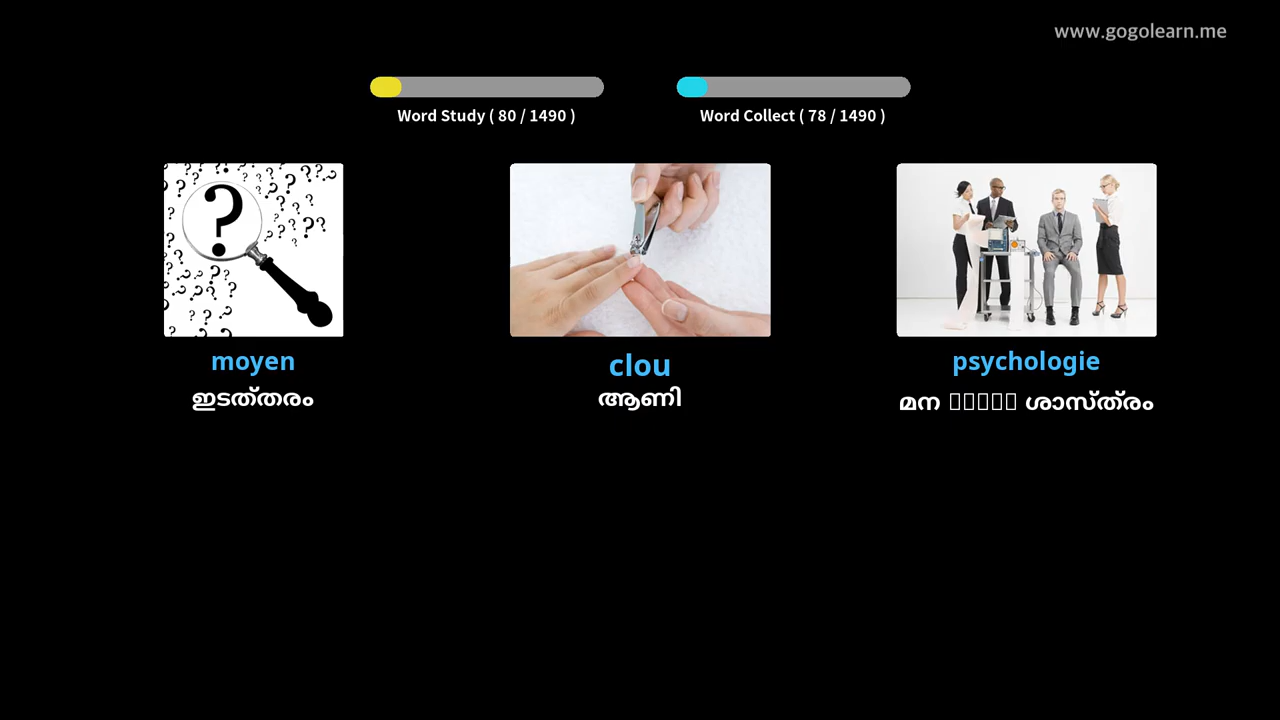 www.gogolearn.me
Word Study ( 80 / 1490 )
Word Collect ( 78 / 1490 )
moyen
clou
psychologie
ഇടത്തരം
ആണി
മന ശാസ്ത്രം